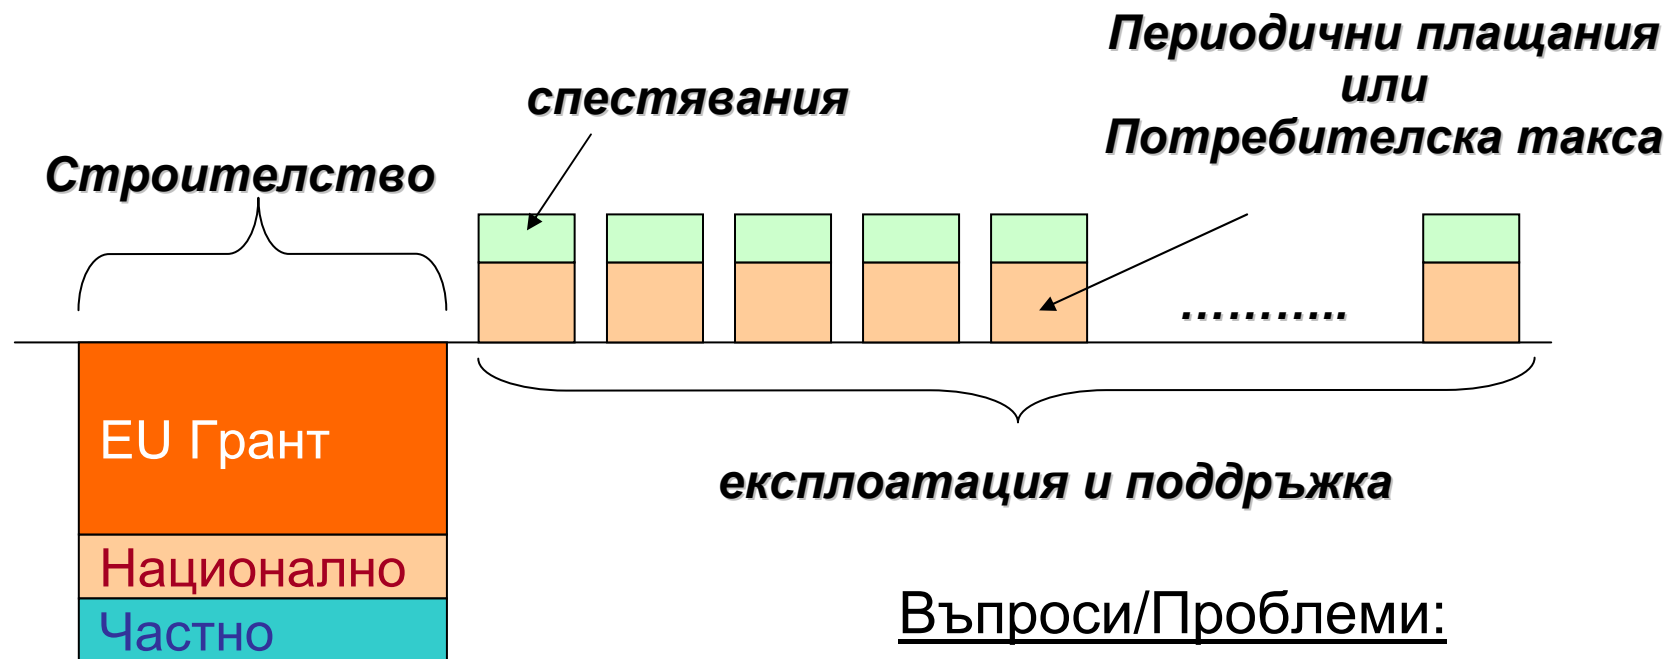 Периодични плащания
или
Потребителска такса
спестявания
Строителство
………..
EU Грант
Национално
Частно
експлоатация и поддръжка
Въпроси/Проблеми: